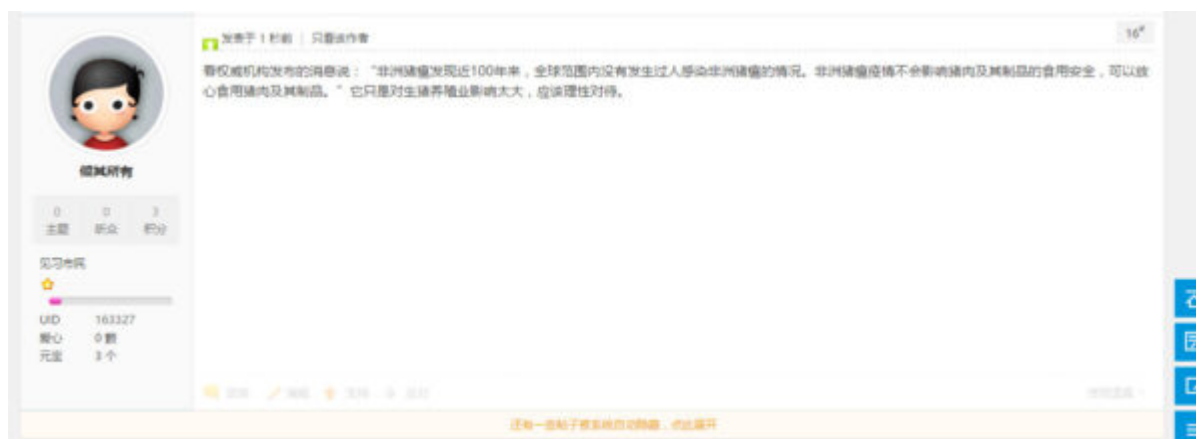 发表于 1 秒前 | 只看该作者
16#
看权威机构发布的消息说：“非洲猪瘟发现近100年来，全球范围内没有发生过人感染非洲猪瘟的情况。非洲猪瘟疫情不会影响猪肉及其制品的食用安全，可以放
心食用猪肉及其制品。”它只是对生猪养殖业影响太大，应该理性对待。
倾城所有
0 0 3
主题 听众 积分
见习市民
UID 163327
爱心 0 颗
元宝 3 个
还有一些帖子被系统自动隐藏，点此展开